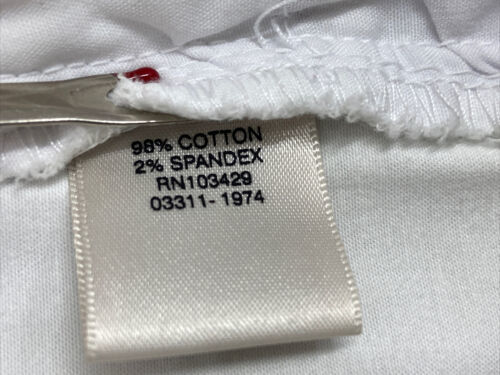 98% COTTON
2% SPANDEX
RN103429
03311-1974